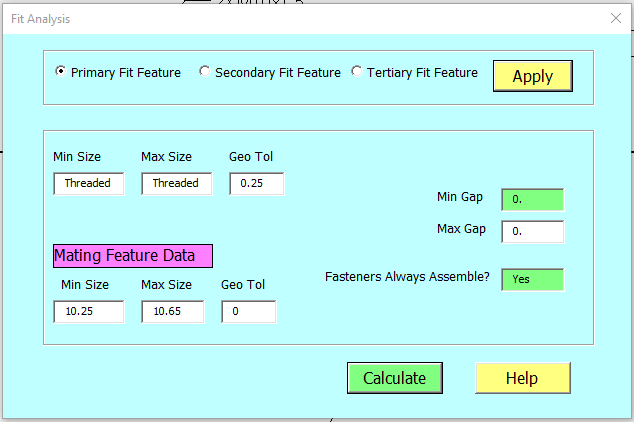 Fit Analysis
Primary Fit Feature Secondary Fit Feature Tertiary Fit Feature Apply
Min Size Max Size Geo Tol
Threaded Threaded 0.25
Min Gap 0.
Max Gap 0.
Mating Feature Data
Min Size Max Size Geo Tol
Fasteners Always Assemble? Yes
10.25 10.65 0
Calculate Help